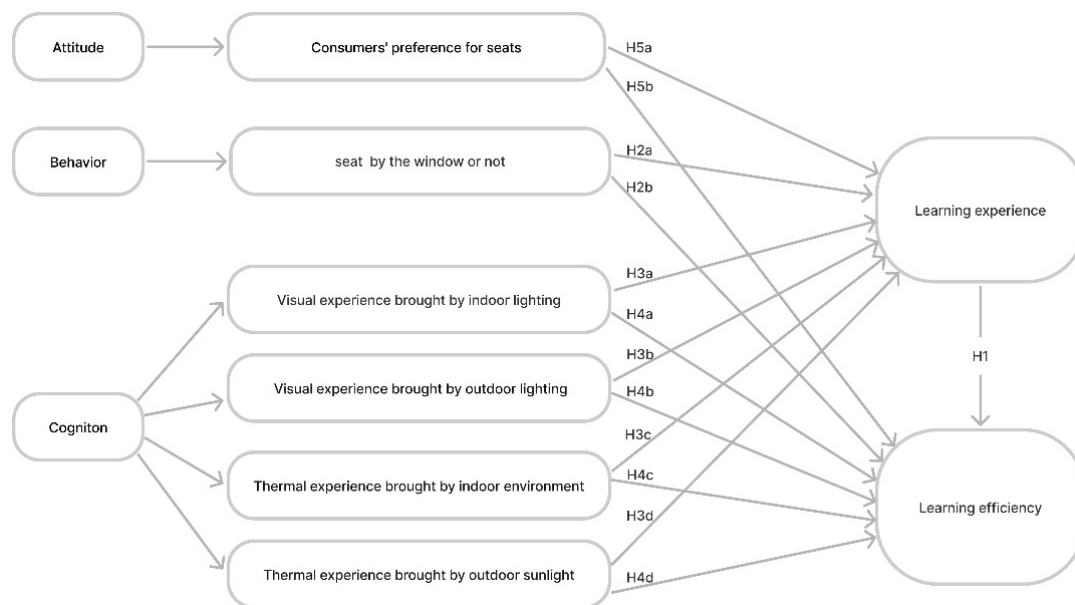 Attitude
Consumers' preference for seats
H5a
H5b
Behavior
seat by the window or not
H2a
H2b
Learning experience
Visual experience brought by indoor lighting
H3a
H4a
Visual experience brought by outdoor lighting
H3b
H4b
H1
Cogniton
Thermal experience brought by indoor environment
H3c
H4c
Learning efficiency
Thermal experience brought by outdoor sunlight
H3d
H4d